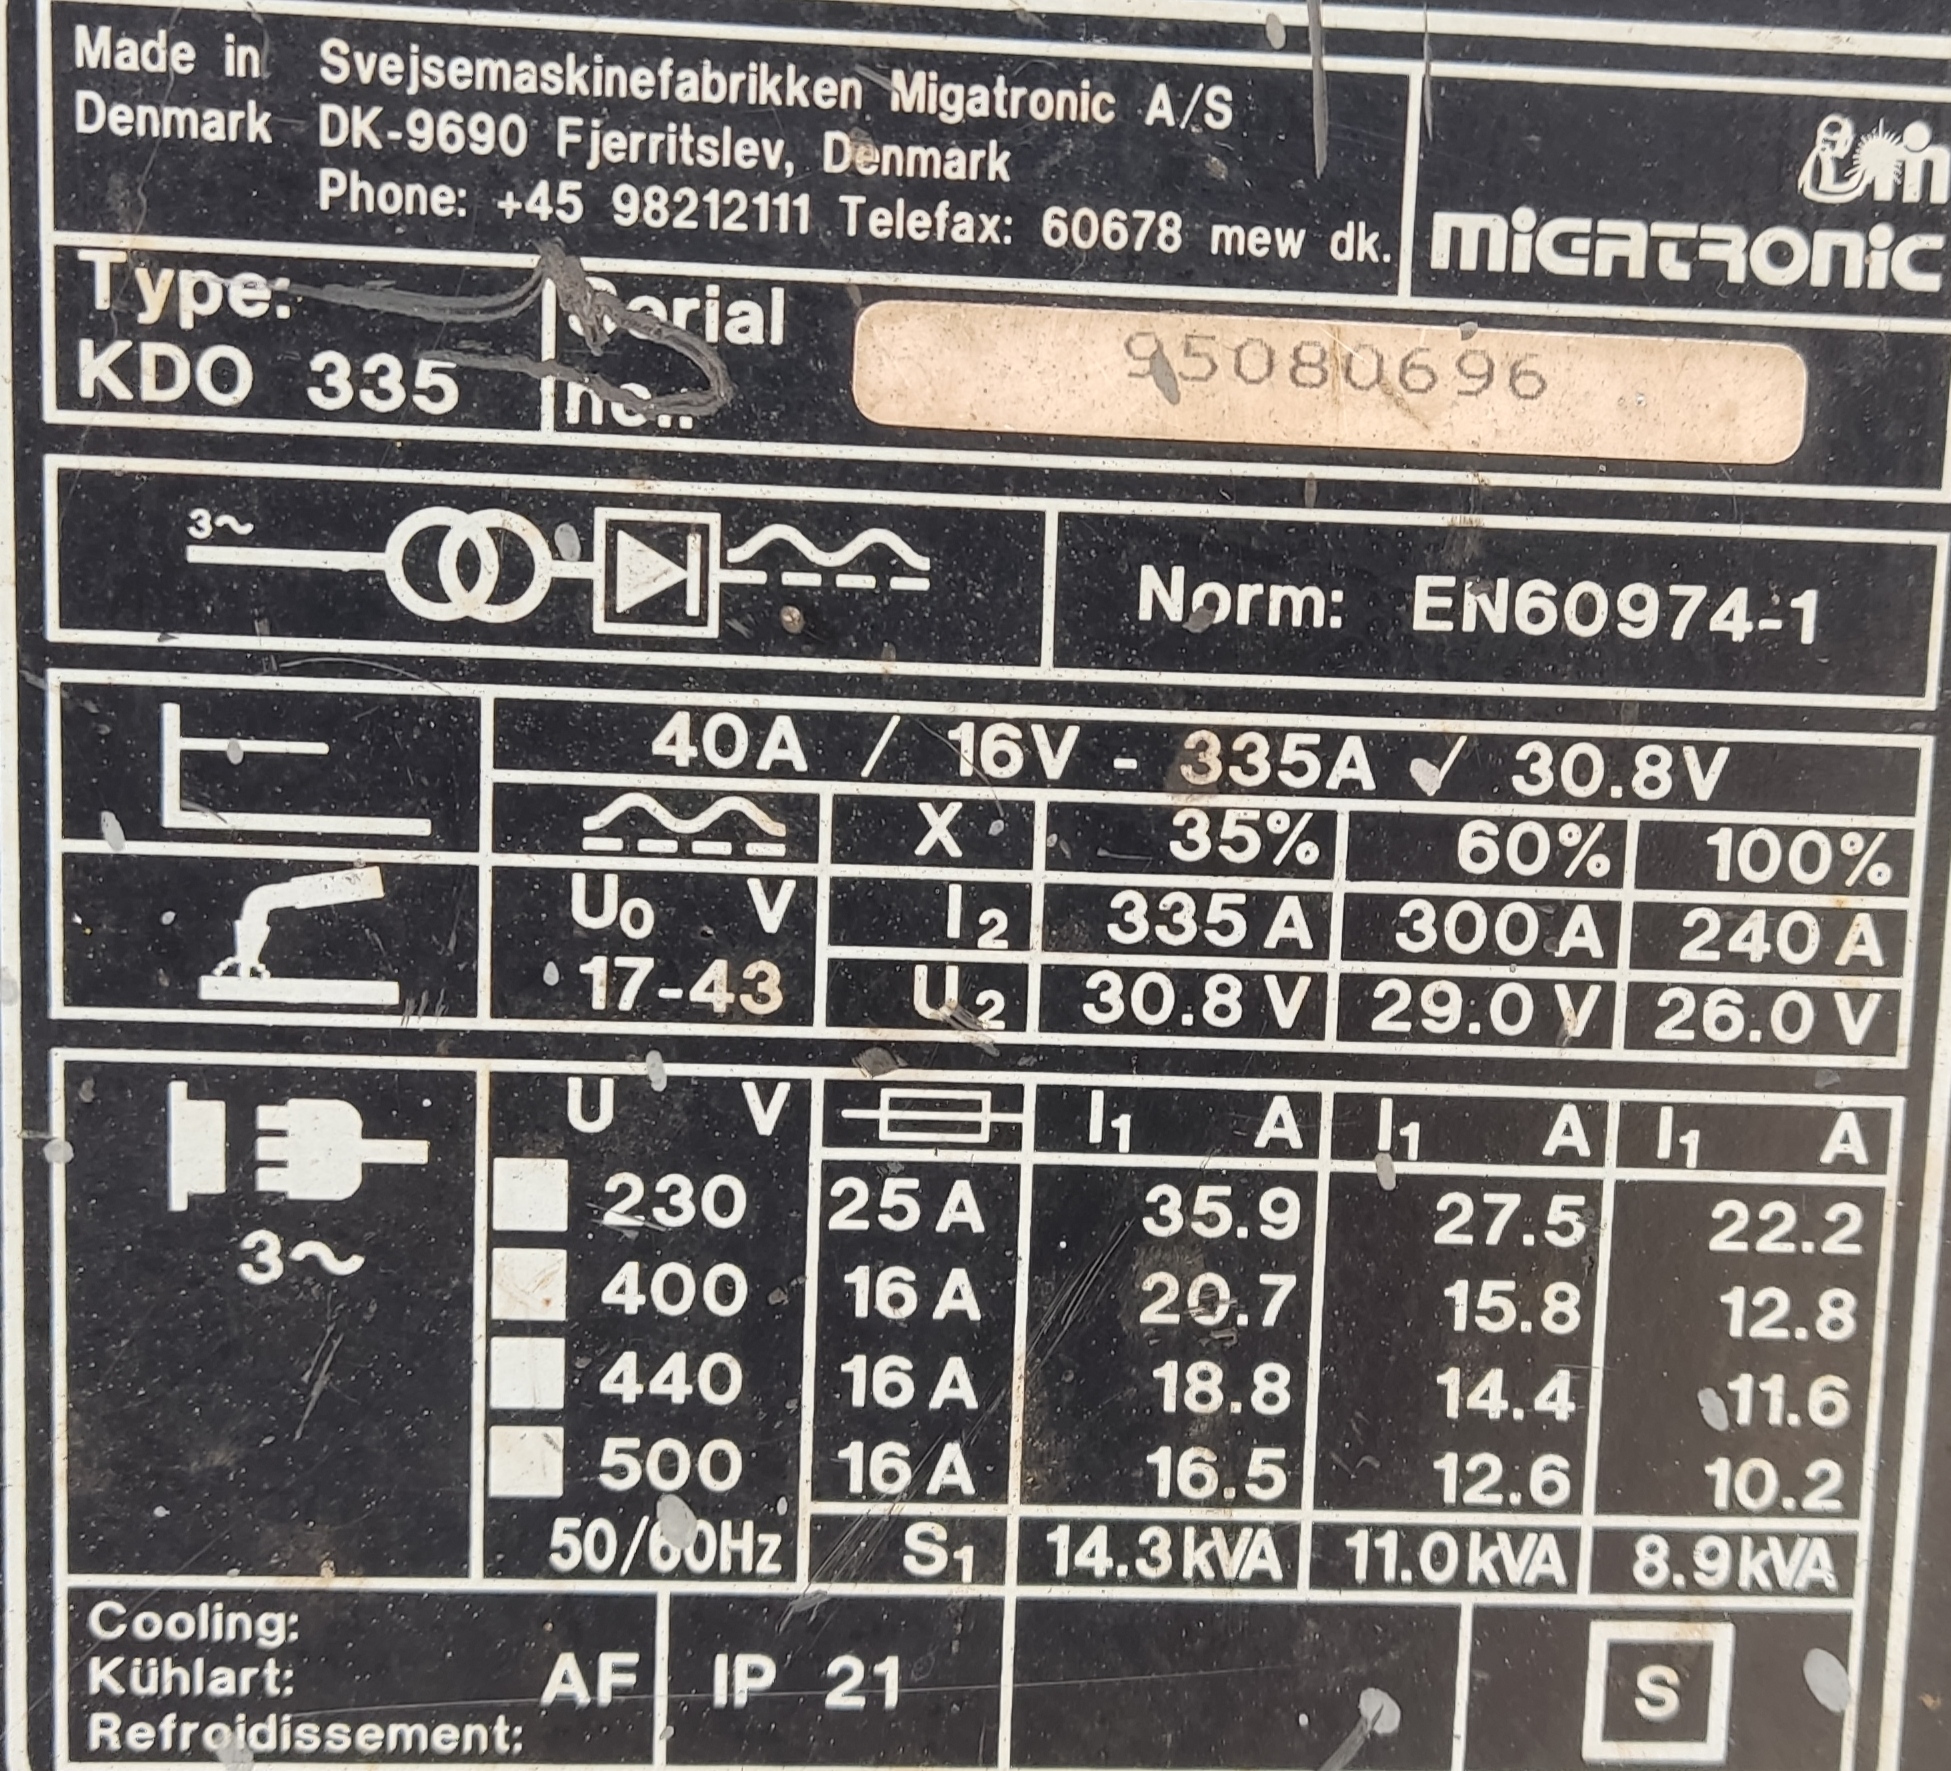 Made in Svejsemaskinefabrikken Migatronic A/S
Denmark DK-9690 Fjerritslev, Denmark
Phone: +45 98212111 Telefax: 60678 mew dk.
MIGATRONIC
Type: Serial
KDO 335 no.:
95080696
3~
Norm: EN60974-1
40A / 16V - 335A / 30.8V
X 35% 60% 100%
U0 V I2 335 A 300 A 240 A
17-43 U2 30.8 V 29.0 V 26.0 V
U V I1 A I1 A I1 A
230 25 A 35.9 27.5 22.2
3~
400 16 A 20.7 15.8 12.8
440 16 A 18.8 14.4 11.6
500 16 A 16.5 12.6 10.2
50/60Hz S1 14.3kVA 11.0kVA 8.9kVA
Cooling:
Kühlart: AF IP 21 S
Refroidissement: